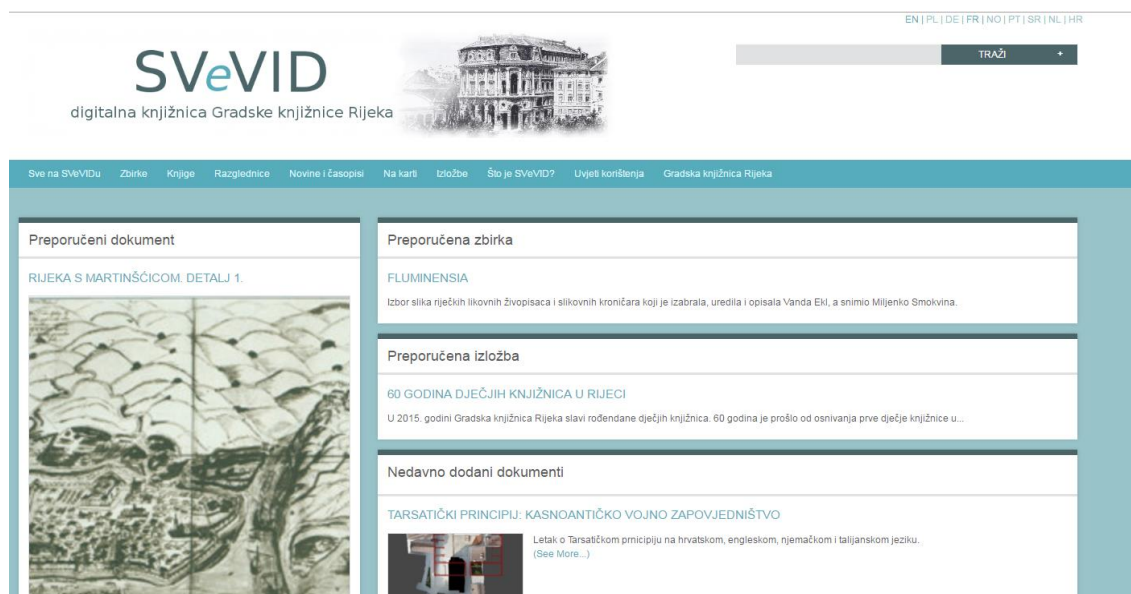 EN | PL | DE | FR | NO | PT | SR | NL | HR
TRAŽI +
SVeVID
digitalna knjižnica Gradske knjižnice Rijeka
Sve na SVeVIDu Zbirke Knjige Razglednice Novine i časopisi Na karti Izložbe Što je SVeVID? Uvjeti korištenja Gradska knjižnica Rijeka
Preporučeni dokument
RIJEKA S MARTINŠĆICOM. DETALJ 1.
Preporučena zbirka
FLUMINENSIA
Izbor slika riječkih likovnih živopisaca i slikovnih kroničara koji je izabrala, uredila i opisala Vanda Ekl, a snimio Miljenko Smokvina.
Preporučena izložba
60 GODINA DJEČJIH KNJIŽNICA U RIJECI
U 2015. godini Gradska knjižnica Rijeka slavi rođendane dječjih knjižnica. 60 godina je prošlo od osnivanja prve dječje knjižnice u...
Nedavno dodani dokumenti
TARSATIČKI PRINCIPIJ: KASNOANTIČKO VOJNO ZAPOVJEDNIŠTVO
Letak o Tarsatičkom prnicipiju na hrvatskom, engleskom, njemačkom i talijanskom jeziku.
(See More...)